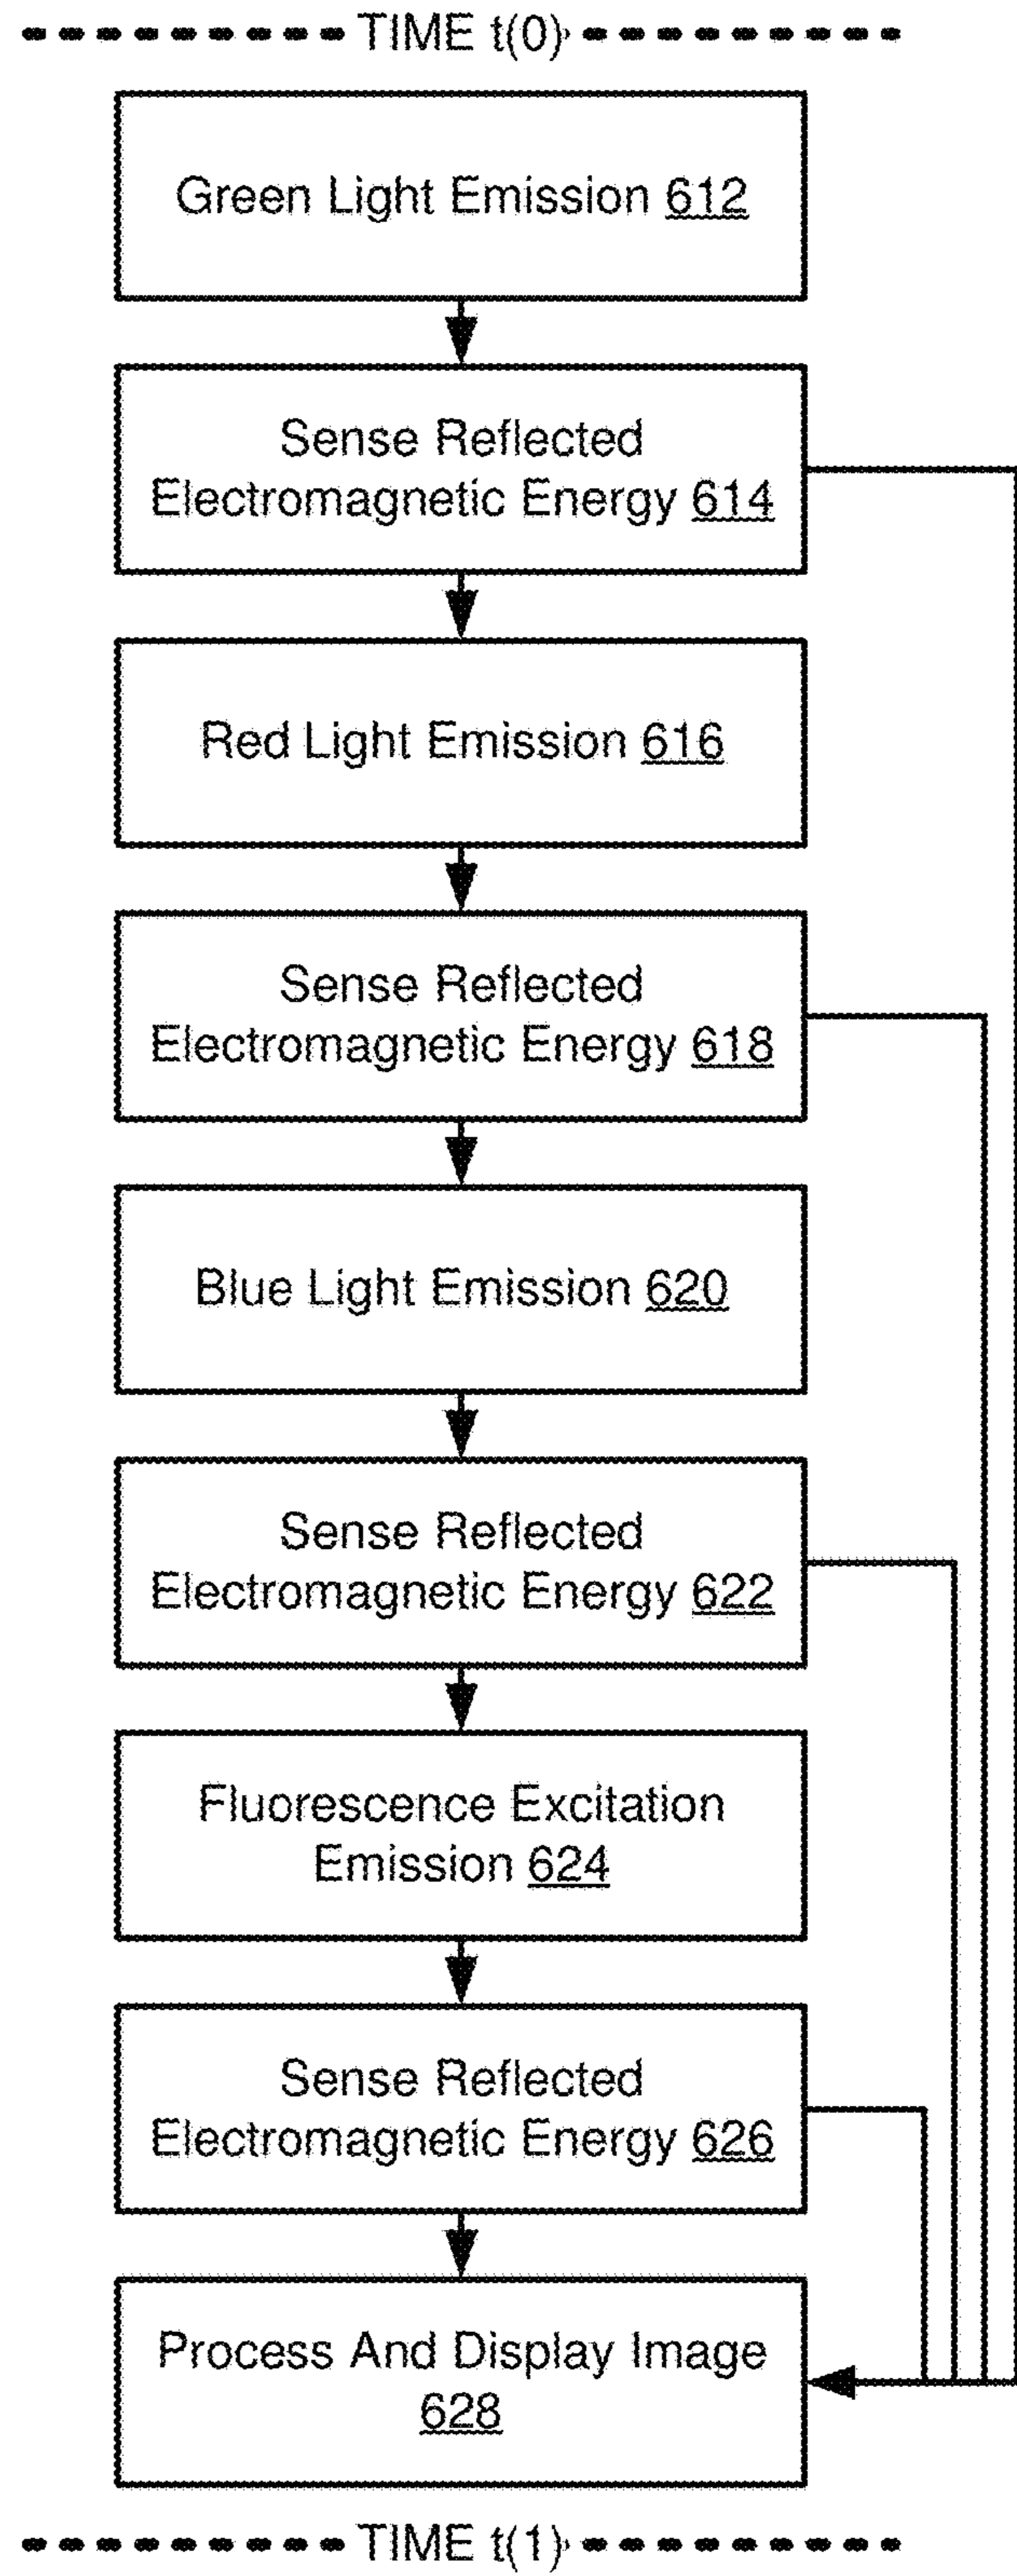 TIME t(0)
Green Light Emission 612
Sense Reflected
Electromagnetic Energy 614
Red Light Emission 616
Sense Reflected
Electromagnetic Energy 618
Blue Light Emission 620
Sense Reflected
Electromagnetic Energy 622
Fluorescence Excitation
Emission 624
Sense Reflected
Electromagnetic Energy 626
Process And Display Image
628
TIME t(1)